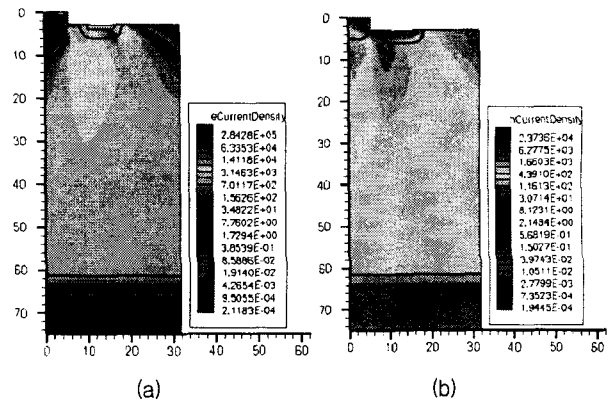 0
10
20
30
40
50
60
70
0 10 20 30 40 50 60
eCurrentDensity
2.8428E+05
6.3353E+04
1.4118E+04
3.1463E+03
7.0117E+02
1.5626E+02
3.4822E+01
7.7602E+00
1.7294E+00
3.8539E-01
8.5886E-02
1.9140E-02
4.2654E-03
9.5055E-04
2.1183E-04
(a)
0
10
20
30
40
50
60
70
0 10 20 30 40 50 60
hCurrentDensity
2.3736E+04
6.2775E+03
1.6603E+03
4.3910E+02
1.1613E+02
3.0714E+01
8.1231E+00
2.1484E+00
5.6819E-01
1.5027E-01
3.9743E-02
1.0511E-02
2.7799E-03
7.3523E-04
1.9445E-04
(b)